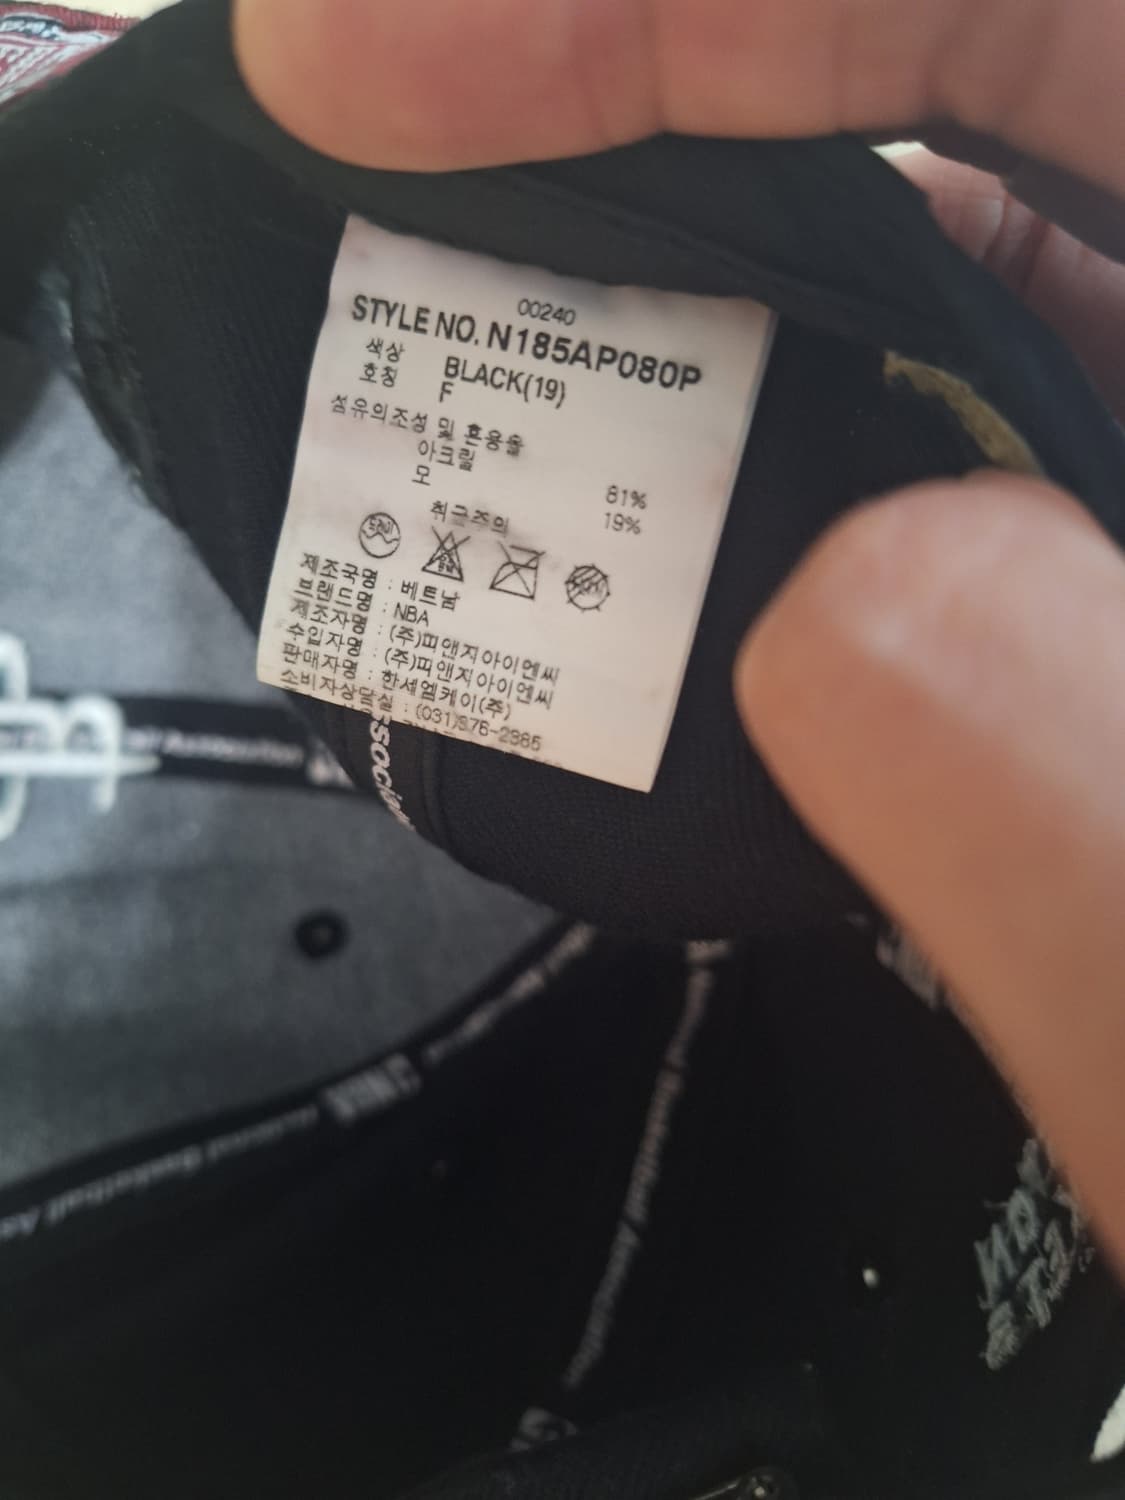 00240
STYLE NO. N185AP080P
색상 BLACK(19)
호칭 F
섬유의조성 및 혼용율
아크릴 81%
모 19%
취급주의
제조국명 : 베트남
브랜드명 : NBA
제조자명 : (주)피앤지아이엔씨
수입자명 : (주)피앤지아이엔씨
판매자명 : 한세엠케이(주)
소비자상담실 : (031)975-2985
National Basketball Association